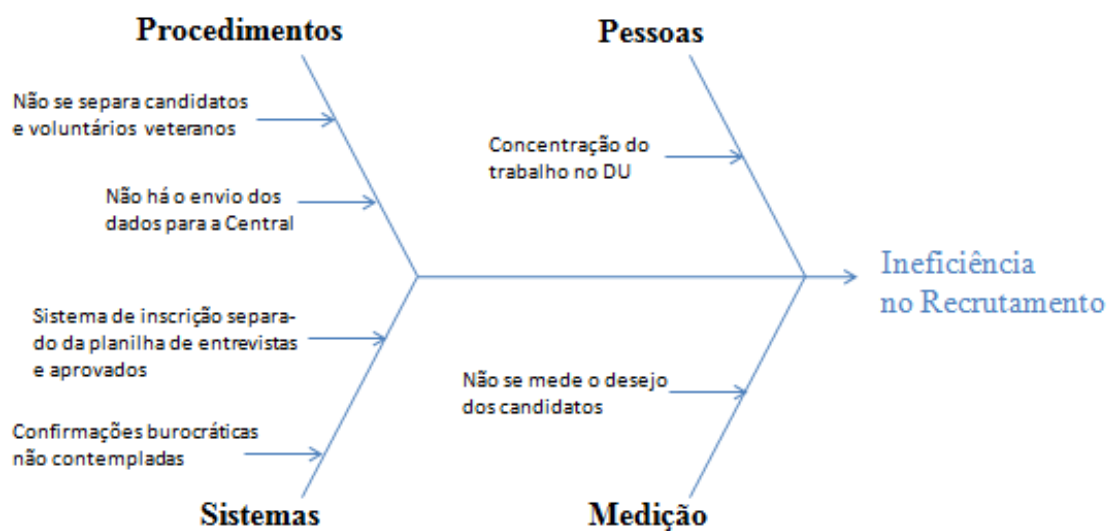 Procedimentos
Pessoas
Não se separa candidatos
e voluntários veteranos
Concentração do
trabalho no DU
Não há o envio dos
dados para a Central
Ineficiência
no Recrutamento
Sistema de inscrição separa-
do da planilha de entrevistas
e aprovados
Não se mede o desejo
dos candidatos
Confirmações burocráticas
não contempladas
Sistemas
Medição